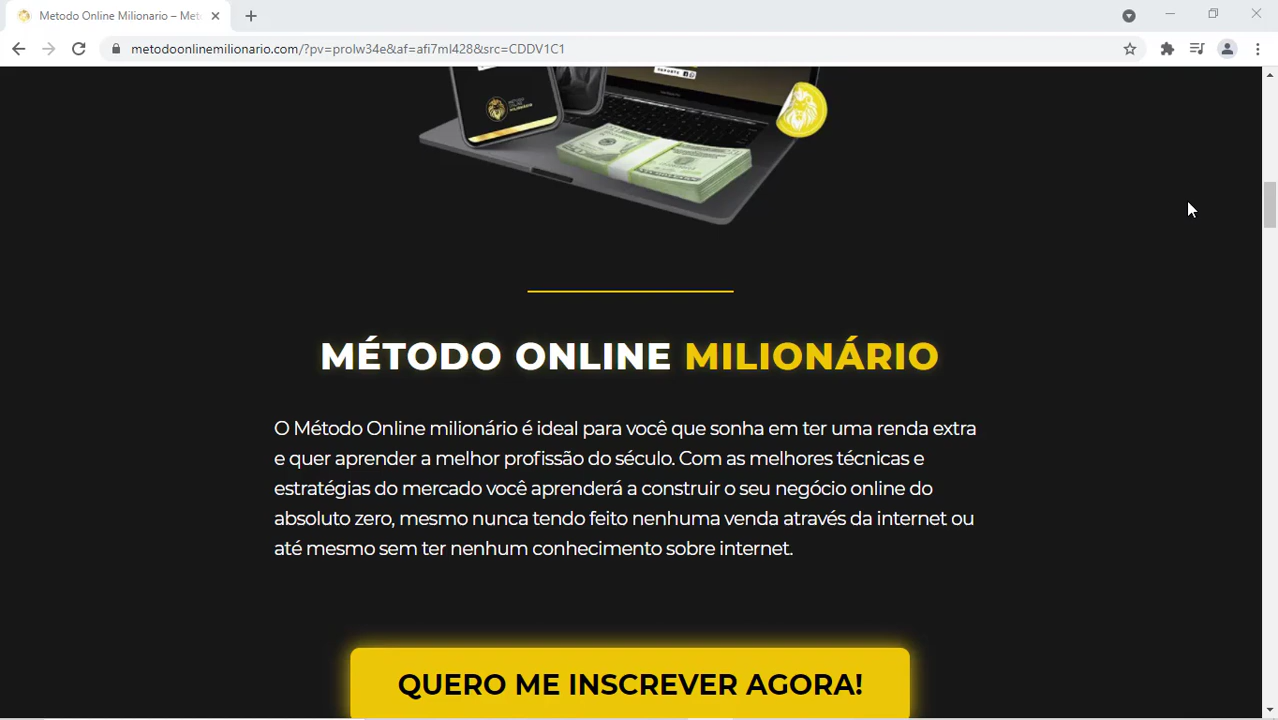 Metodo Online Milionario – Met
metodoonlinemilionario.com/?pv=prolw34e&af=afi7ml428&src=CDDV1C1
MÉTODO ONLINE MILIONÁRIO
O Método Online milionário é ideal para você que sonha em ter uma renda extra
e quer aprender a melhor profissão do século. Com as melhores técnicas e
estratégias do mercado você aprenderá a construir o seu negócio online do
absoluto zero, mesmo nunca tendo feito nenhuma venda através da internet ou
até mesmo sem ter nenhum conhecimento sobre internet.
QUERO ME INSCREVER AGORA!